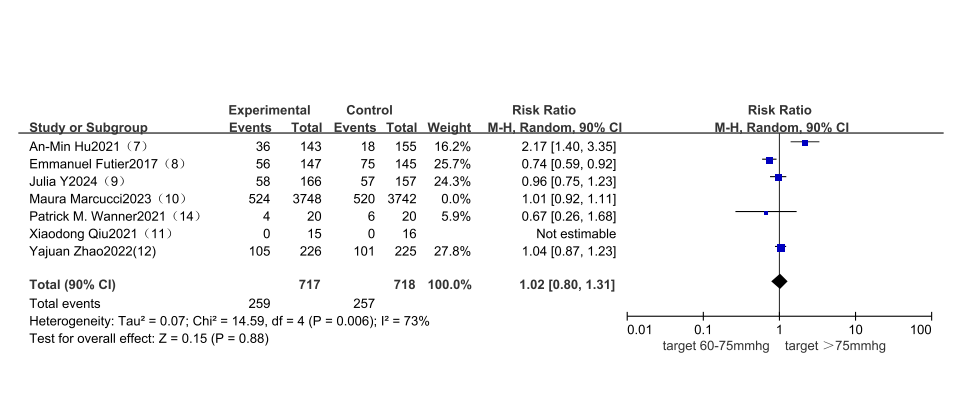 Experimental Control Risk Ratio Risk Ratio
Study or Subgroup Events Total Events Total Weight M-H, Random, 90% CI M-H, Random, 90% CI
An-Min Hu2021（7） 36 143 18 155 16.2% 2.17 [1.40, 3.35]
Emmanuel Futier2017（8） 56 147 75 145 25.7% 0.74 [0.59, 0.92]
Julia Y2024（9） 58 166 57 157 24.3% 0.96 [0.75, 1.23]
Maura Marcucci2023（10） 524 3748 520 3742 0.0% 1.01 [0.92, 1.11]
Patrick M. Wanner2021（14） 4 20 6 20 5.9% 0.67 [0.26, 1.68]
Xiaodong Qiu2021（11） 0 15 0 16 Not estimable
Yajuan Zhao2022(12) 105 226 101 225 27.8% 1.04 [0.87, 1.23]
Total (90% CI) 717 718 100.0% 1.02 [0.80, 1.31]
Total events 259 257
Heterogeneity: Tau² = 0.07; Chi² = 14.59, df = 4 (P = 0.006); I² = 73%
Test for overall effect: Z = 0.15 (P = 0.88)
0.01 0.1 1 10 100
target 60-75mmhg target ＞75mmhg